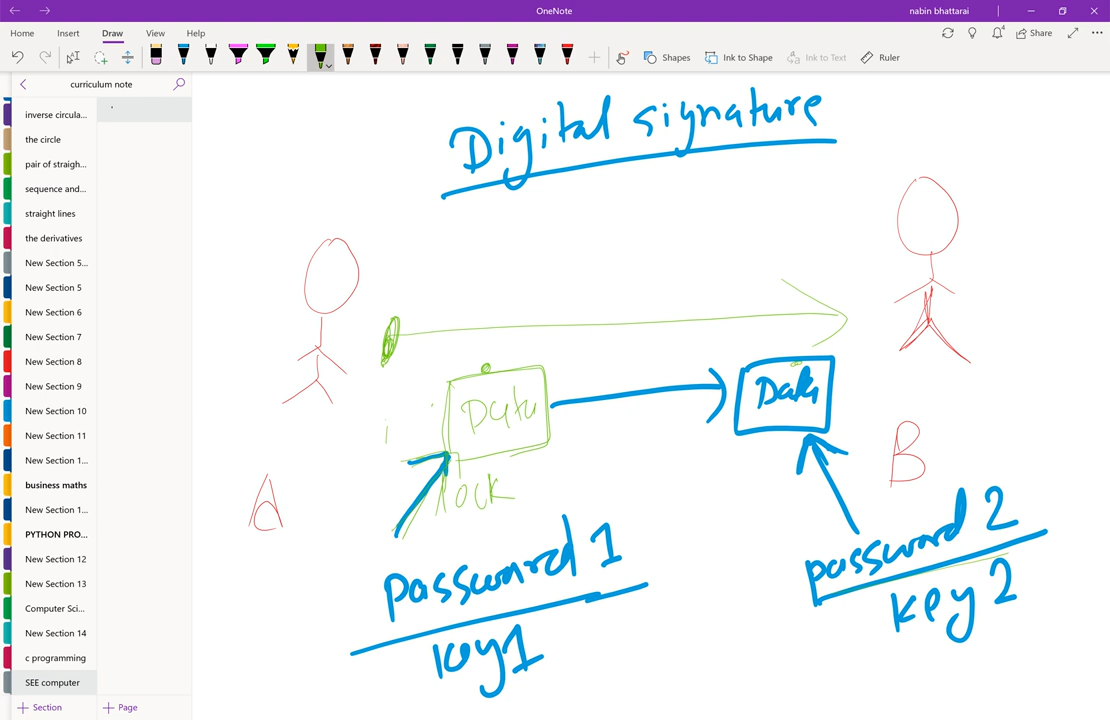 OneNote
nabin bhattarai
Home
Insert
Draw
View
Help
Share
Shapes
Ink to Shape
Ink to Text
Ruler
curriculum note
inverse circula...
the circle
pair of straigh...
sequence and...
straight lines
the derivatives
New Section 5...
New Section 5
New Section 6
New Section 7
New Section 8
New Section 9
New Section 10
New Section 11
New Section 1...
business maths
New Section 1...
PYTHON PRO...
New Section 12
New Section 13
Computer Sci...
New Section 14
c programming
SEE computer
Section
Page
Digital signature
Data
Data
lock
A
B
password 1
key1
password 2
key 2